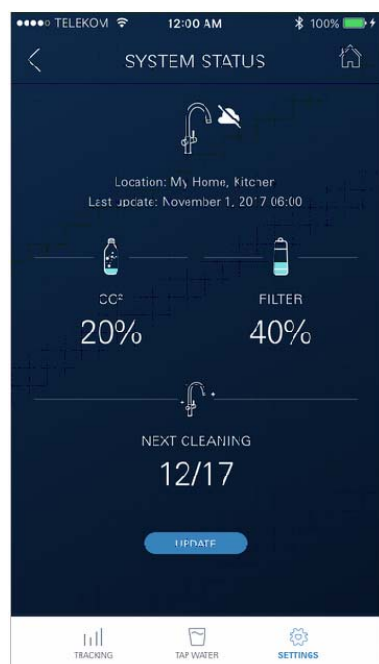 TELEKOM 12:00 AM 100%
SYSTEM STATUS
Location: My Home, Kitchen
Last update: November 1, 2017 06:00
CO² FILTER
20% 40%
NEXT CLEANING
12/17
UPDATE
TRACKING TAP WATER SETTINGS